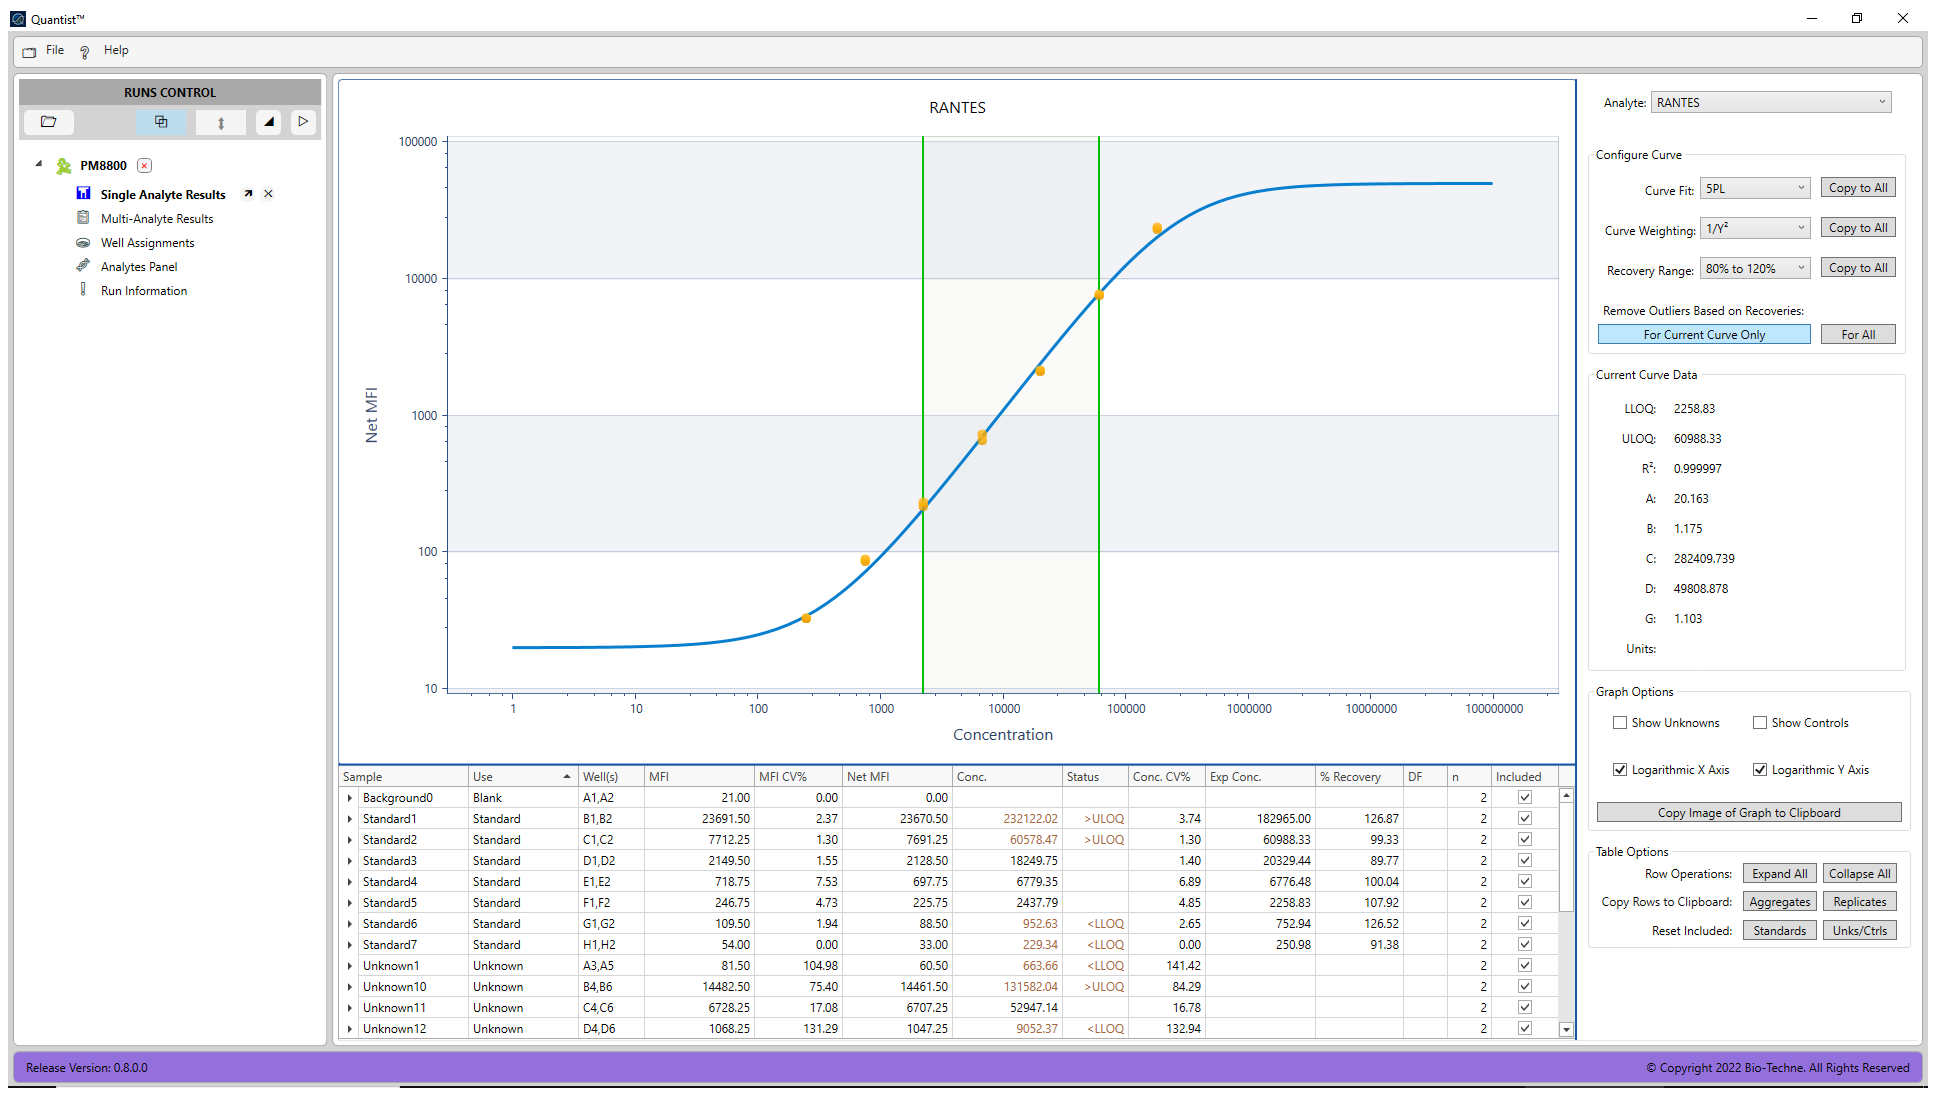 Quantist™
File
Help
RUNS CONTROL
PM8800
Single Analyte Results
Multi-Analyte Results
Well Assignments
Analytes Panel
Run Information
RANTES
100000
10000
1000
100
10
Net MFI
1 10 100 1000 10000 100000 1000000 10000000 100000000
Concentration
Sample Use Well(s) MFI MFI CV% Net MFI Conc. Status Conc. CV% Exp Conc. % Recovery DF n Included
Background0 Blank A1,A2 21.00 0.00 0.00 2
Standard1 Standard B1,B2 23691.50 2.37 23670.50 232122.02 >ULOQ 3.74 182965.00 126.87 2
Standard2 Standard C1,C2 7712.25 1.30 7691.25 60578.47 >ULOQ 1.30 60988.33 99.33 2
Standard3 Standard D1,D2 2149.50 1.55 2128.50 18249.75 1.40 20329.44 89.77 2
Standard4 Standard E1,E2 718.75 7.53 697.75 6779.35 6.89 6776.48 100.04 2
Standard5 Standard F1,F2 246.75 4.73 225.75 2437.79 4.85 2258.83 107.92 2
Standard6 Standard G1,G2 109.50 1.94 88.50 952.63 <LLOQ 2.65 752.94 126.52 2
Standard7 Standard H1,H2 54.00 0.00 33.00 229.34 <LLOQ 0.00 250.98 91.38 2
Unknown1 Unknown A3,A5 81.50 104.98 60.50 663.66 <LLOQ 141.42 2
Unknown10 Unknown B4,B6 14482.50 75.40 14461.50 131582.04 >ULOQ 84.29 2
Unknown11 Unknown C4,C6 6728.25 17.08 6707.25 52947.14 16.78 2
Unknown12 Unknown D4,D6 1068.25 131.29 1047.25 9052.37 <LLOQ 132.94 2
Analyte: RANTES
Configure Curve
Curve Fit: 5PL Copy to All
Curve Weighting: 1/Y² Copy to All
Recovery Range: 80% to 120% Copy to All
Remove Outliers Based on Recoveries:
For Current Curve Only For All
Current Curve Data
LLOQ: 2258.83
ULOQ: 60988.33
R²: 0.999997
A: 20.163
B: 1.175
C: 282409.739
D: 49808.878
G: 1.103
Units:
Graph Options
Show Unknowns Show Controls
Logarithmic X Axis Logarithmic Y Axis
Copy Image of Graph to Clipboard
Table Options
Row Operations: Expand All Collapse All
Copy Rows to Clipboard: Aggregates Replicates
Reset Included: Standards Unks/Ctrls
Release Version: 0.8.0.0
© Copyright 2022 Bio-Techne. All Rights Reserved